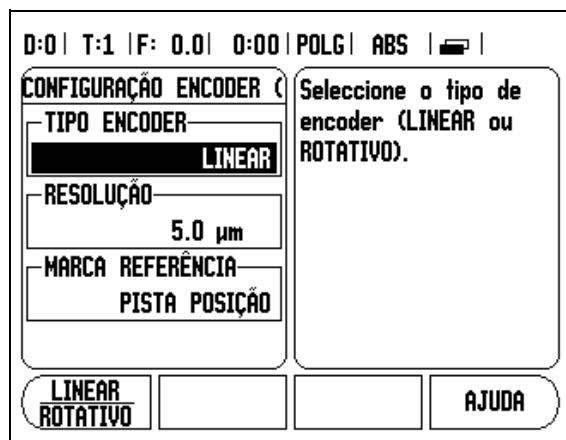 D:0 | T:1 | F: 0.0 | 0:00 | POLG | ABS
CONFIGURAÇÃO ENCODER (
TIPO ENCODER
LINEAR
RESOLUÇÃO
5.0 µm
MARCA REFERÊNCIA
PISTA POSIÇÃO
Seleccione o tipo de
encoder (LINEAR ou
ROTATIVO).
LINEAR
ROTATIVO
AJUDA